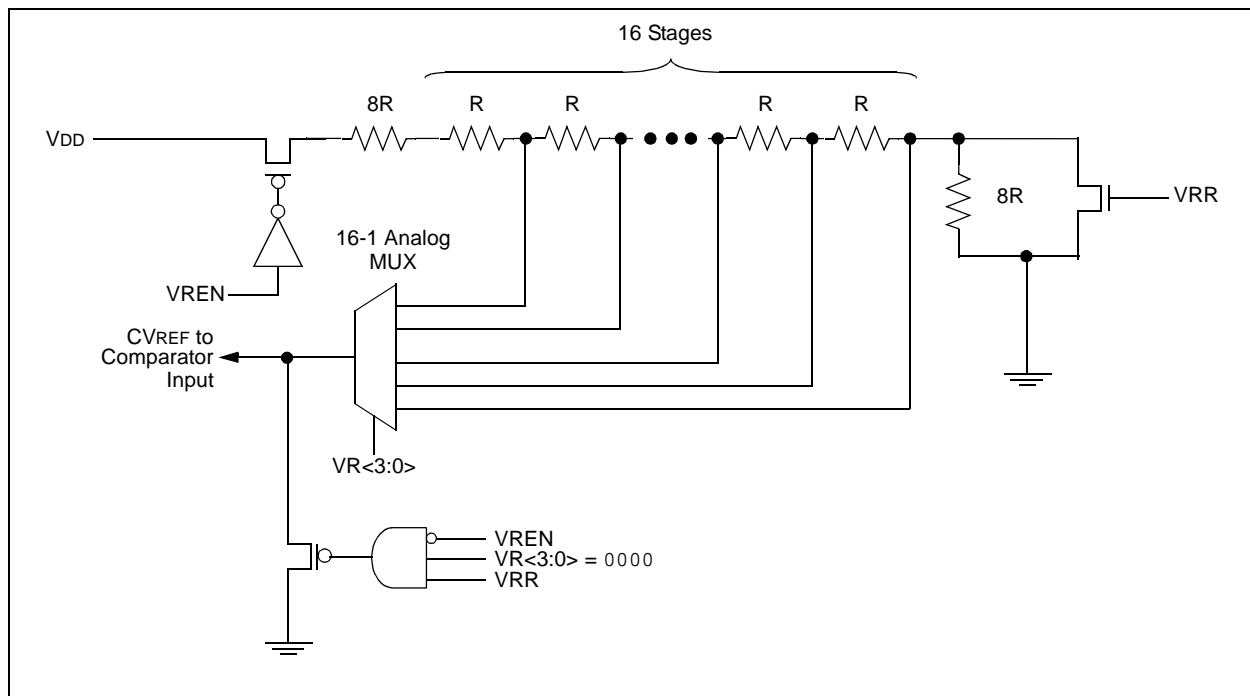 16 Stages
8R
R
R
R
R
VDD
8R
VRR
16-1 Analog
MUX
VREN
CVREF to
Comparator
Input
VR<3:0>
VREN
VR<3:0> = 0000
VRR